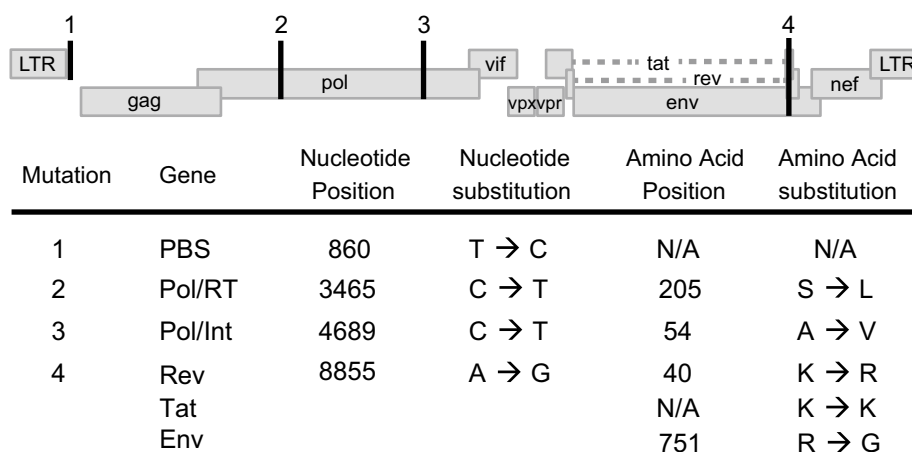 1 2 3 4
LTR vif tat LTR
pol rev nef
gag vpx vpr env
Mutation Gene Nucleotide Position Nucleotide substitution Amino Acid Position Amino Acid substitution
1 PBS 860 T → C N/A N/A
2 Pol/RT 3465 C → T 205 S → L
3 Pol/Int 4689 C → T 54 A → V
4 Rev 8855 A → G 40 K → R
Tat N/A K → K
Env 751 R → G